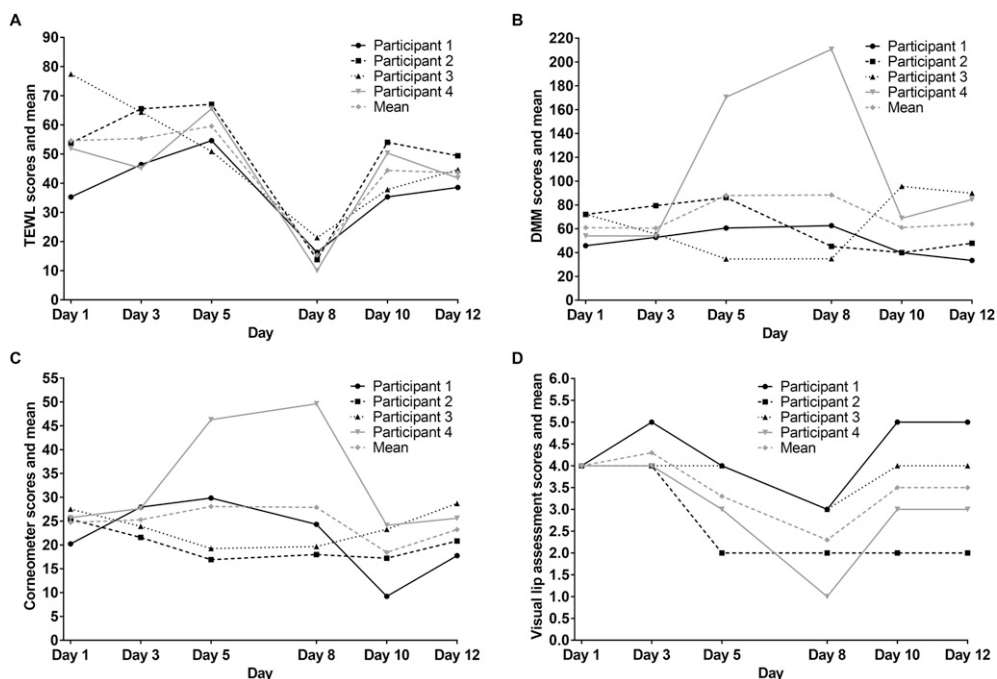 A
TEWL scores and mean
90
80
70
60
50
40
30
20
10
0
Participant 1
Participant 2
Participant 3
Participant 4
Mean
Day 1 Day 3 Day 5 Day 8 Day 10 Day 12
Day
B
DMM scores and mean
220
200
180
160
140
120
100
80
60
40
20
0
Participant 1
Participant 2
Participant 3
Participant 4
Mean
Day 1 Day 3 Day 5 Day 8 Day 10 Day 12
Day
C
Corneometer scores and mean
55
50
45
40
35
30
25
20
15
10
5
0
Participant 1
Participant 2
Participant 3
Participant 4
Mean
Day 1 Day 3 Day 5 Day 8 Day 10 Day 12
Day
D
Visual lip assessment scores and mean
6.0
5.5
5.0
4.5
4.0
3.5
3.0
2.5
2.0
1.5
1.0
0.5
0.0
Participant 1
Participant 2
Participant 3
Participant 4
Mean
Day 1 Day 3 Day 5 Day 8 Day 10 Day 12
Day